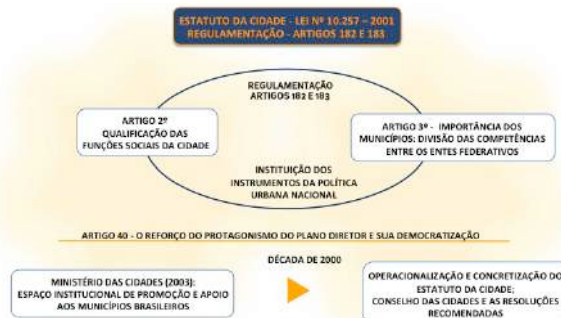 ESTATUTO DA CIDADE - LEI Nº 10.257 – 2001
REGULAMENTAÇÃO - ARTIGOS 182 E 183
REGULAMENTAÇÃO
ARTIGOS 182 E 183
ARTIGO 2º
QUALIFICAÇÃO DAS
FUNÇÕES SOCIAIS DA CIDADE
ARTIGO 3º - IMPORTÂNCIA DOS
MUNICÍPIOS: DIVISÃO DAS COMPETÊNCIAS
ENTRE OS ENTES FEDERATIVOS
INSTITUIÇÃO DOS
INSTRUMENTOS DA POLÍTICA
URBANA NACIONAL
ARTIGO 40 - O REFORÇO DO PROTAGONISMO DO PLANO DIRETOR E SUA DEMOCRATIZAÇÃO
DÉCADA DE 2000
MINISTÉRIO DAS CIDADES (2003):
ESPAÇO INSTITUCIONAL DE PROMOÇÃO E APOIO
AOS MUNICÍPIOS BRASILEIROS
OPERACIONALIZAÇÃO E CONCRETIZAÇÃO DO
ESTATUTO DA CIDADE;
CONSELHO DAS CIDADES E AS RESOLUÇÕES
RECOMENDADAS